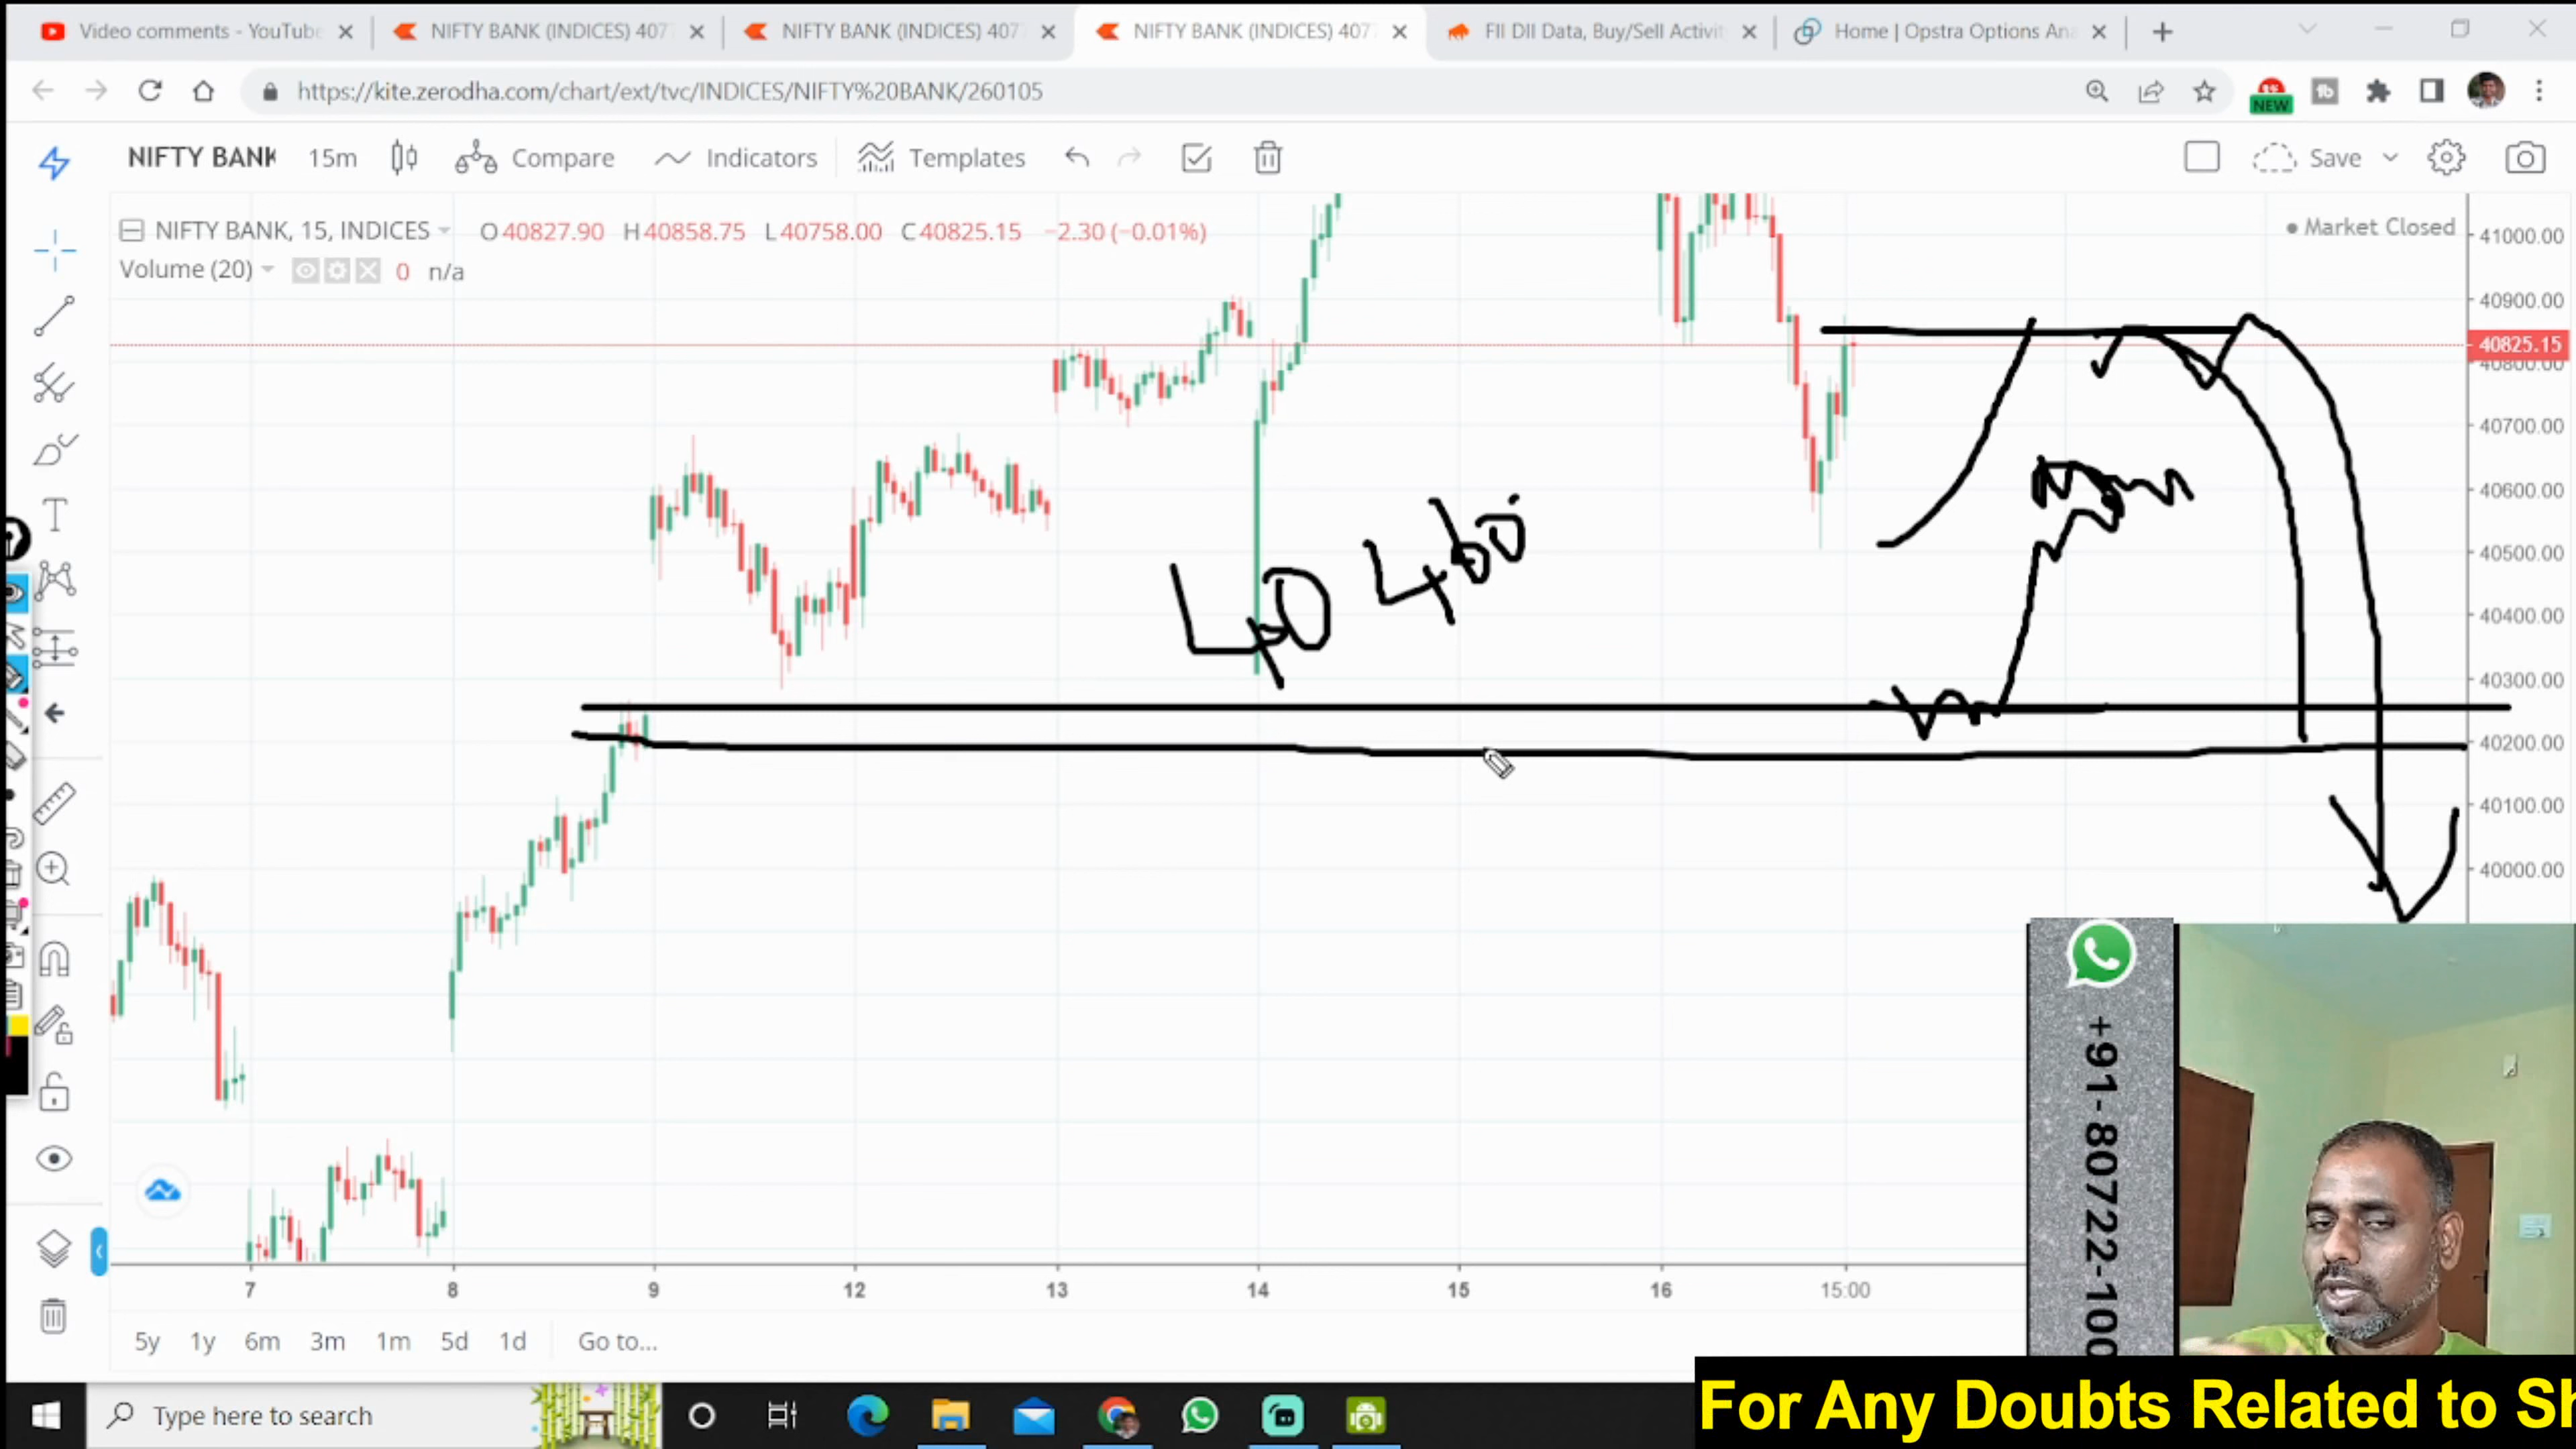 Video comments - YouTube
NIFTY BANK (INDICES) 407
NIFTY BANK (INDICES) 407
NIFTY BANK (INDICES) 407
FII DII Data, Buy/Sell Activit
Home | Opstra Options Ana
https://kite.zerodha.com/chart/ext/tvc/INDICES/NIFTY%20BANK/260105
NEW
NIFTY BANK 15m Compare Indicators Templates Save
NIFTY BANK, 15, INDICES O40827.90 H40858.75 L40758.00 C40825.15 −2.30 (−0.01%)
Market Closed
Volume (20) 0 n/a
41000.00
40900.00
40825.15
40800.00
40700.00
40600.00
40500.00
40400.00
40300.00
40200.00
40100.00
40000.00
40 400
+91-80722-100
7 8 9 12 13 14 15 16 15:00
5y 1y 6m 3m 1m 5d 1d Go to...
Type here to search
For Any Doubts Related to Sh